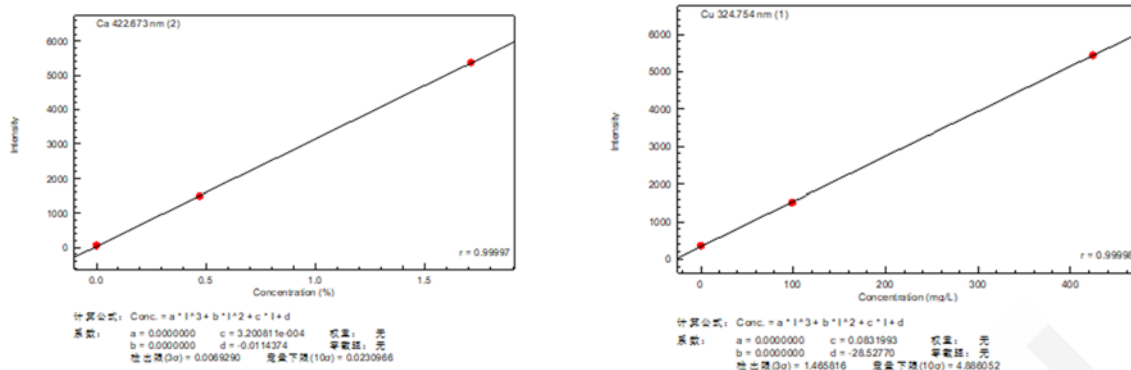 Ca 422.673 nm (2)
6000
5000
4000
3000
2000
1000
0
Intensity
r = 0.99997
0.0 0.5 1.0 1.5
Concentration (%)
计算公式: Conc. = a * I^3 + b * I^2 + c * I + d
系数: a = 0.0000000 c = 3.200811e-004 权重: 无
b = 0.0000000 d = -0.0114374 零截距: 无
检出限(3σ) = 0.0069290 定量下限(10σ) = 0.0230966
Cu 324.754 nm (1)
6000
5000
4000
3000
2000
1000
0
Intensity
r = 0.99998
0 100 200 300 400
Concentration (mg/L)
计算公式: Conc. = a * I^3 + b * I^2 + c * I + d
系数: a = 0.0000000 c = 0.0831993 权重: 无
b = 0.0000000 d = -28.52770 零截距: 无
检出限(3σ) = 1.465816 定量下限(10σ) = 4.886052